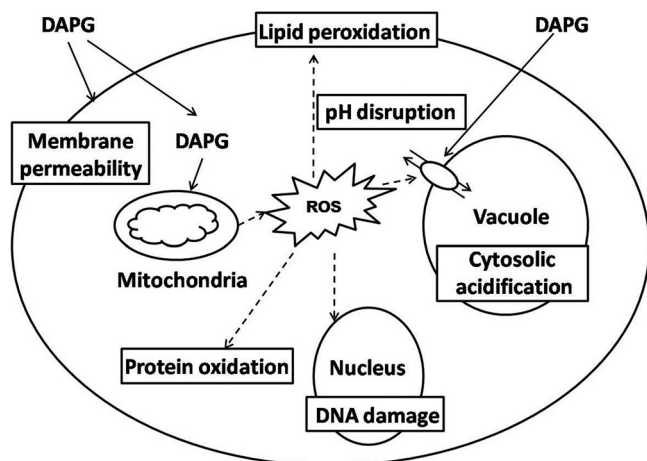 DAPG
Lipid peroxidation
DAPG
pH disruption
Membrane
permeability
DAPG
ROS
Vacuole
Mitochondria
Cytosolic
acidification
Protein oxidation
Nucleus
DNA damage